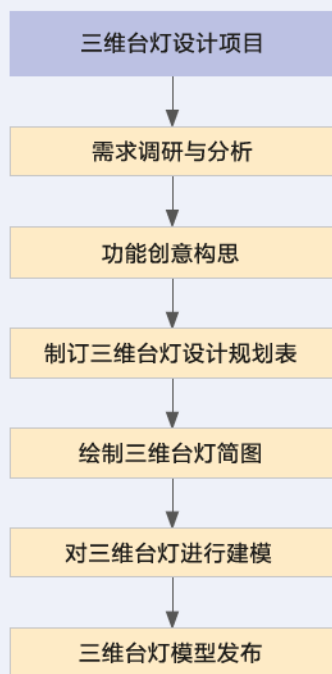 三维台灯设计项目
需求调研与分析
功能创意构思
制订三维台灯设计规划表
绘制三维台灯简图
对三维台灯进行建模
三维台灯模型发布